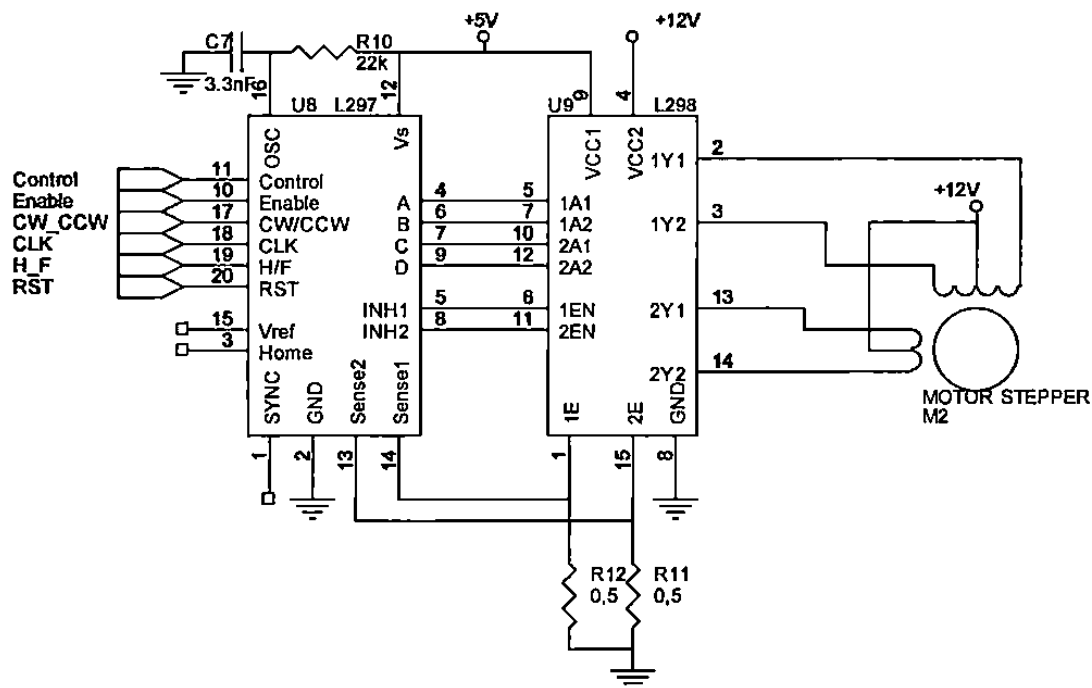 +5V
+12V
C7
R10
22k
3.3nF
16
12
9
4
U8 L297
U9 L298
OSC
Vs
VCC1
VCC2
Control
Enable
CW_CCW
CLK
H_F
RST
11
10
17
18
19
20
15
3
Control
Enable
CW/CCW
CLK
H/F
RST
Vref
Home
A
B
C
D
INH1
INH2
4
6
7
9
5
8
5
7
10
12
6
11
1A1
1A2
2A1
2A2
1EN
2EN
1Y1
1Y2
2Y1
2Y2
2
3
13
14
+12V
MOTOR STEPPER
M2
SYNC
GND
Sense2
Sense1
1E
2E
GND
1
2
13
14
1
15
8
R12
0,5
R11
0,5